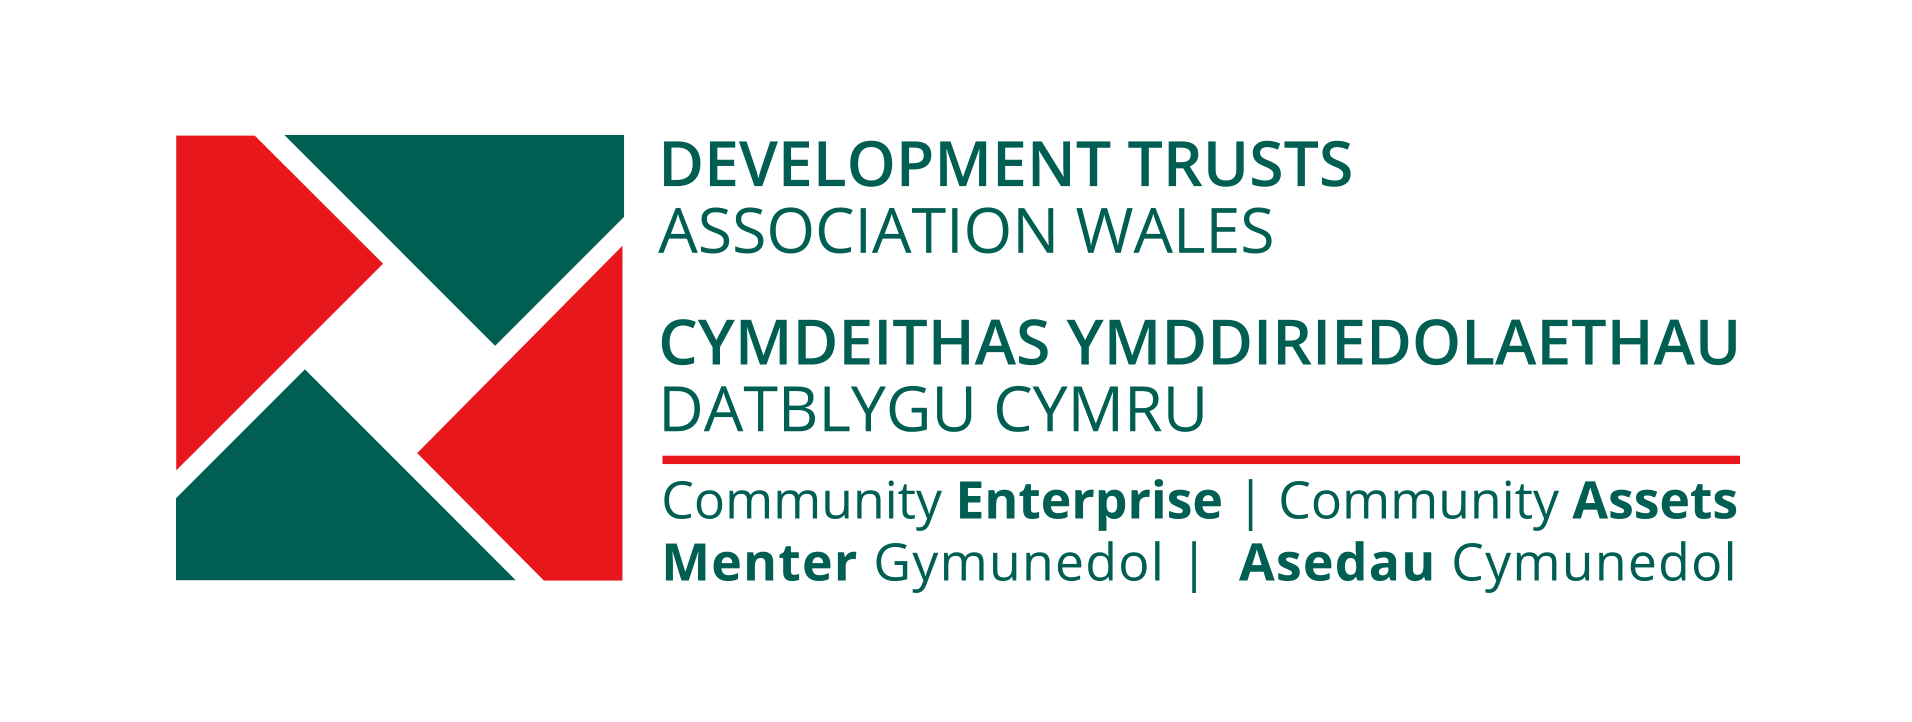 DEVELOPMENT TRUSTS
ASSOCIATION WALES
CYMDEITHAS YMDDIRIEDOLAETHAU
DATBLYGU CYMRU
Community Enterprise | Community Assets
Menter Gymunedol | Asedau Cymunedol